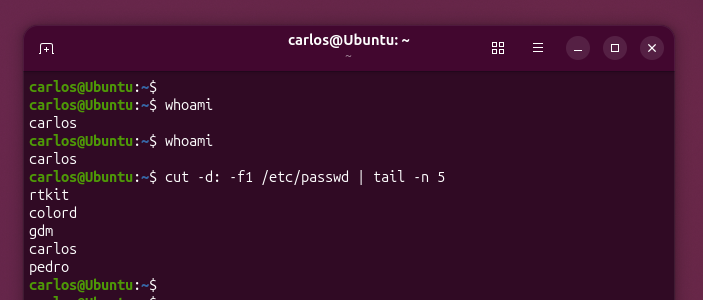 carlos@Ubuntu: ~
~
carlos@Ubuntu:~$
carlos@Ubuntu:~$ whoami
carlos
carlos@Ubuntu:~$ whoami
carlos
carlos@Ubuntu:~$ cut -d: -f1 /etc/passwd | tail -n 5
rtkit
colord
gdm
carlos
pedro
carlos@Ubuntu:~$